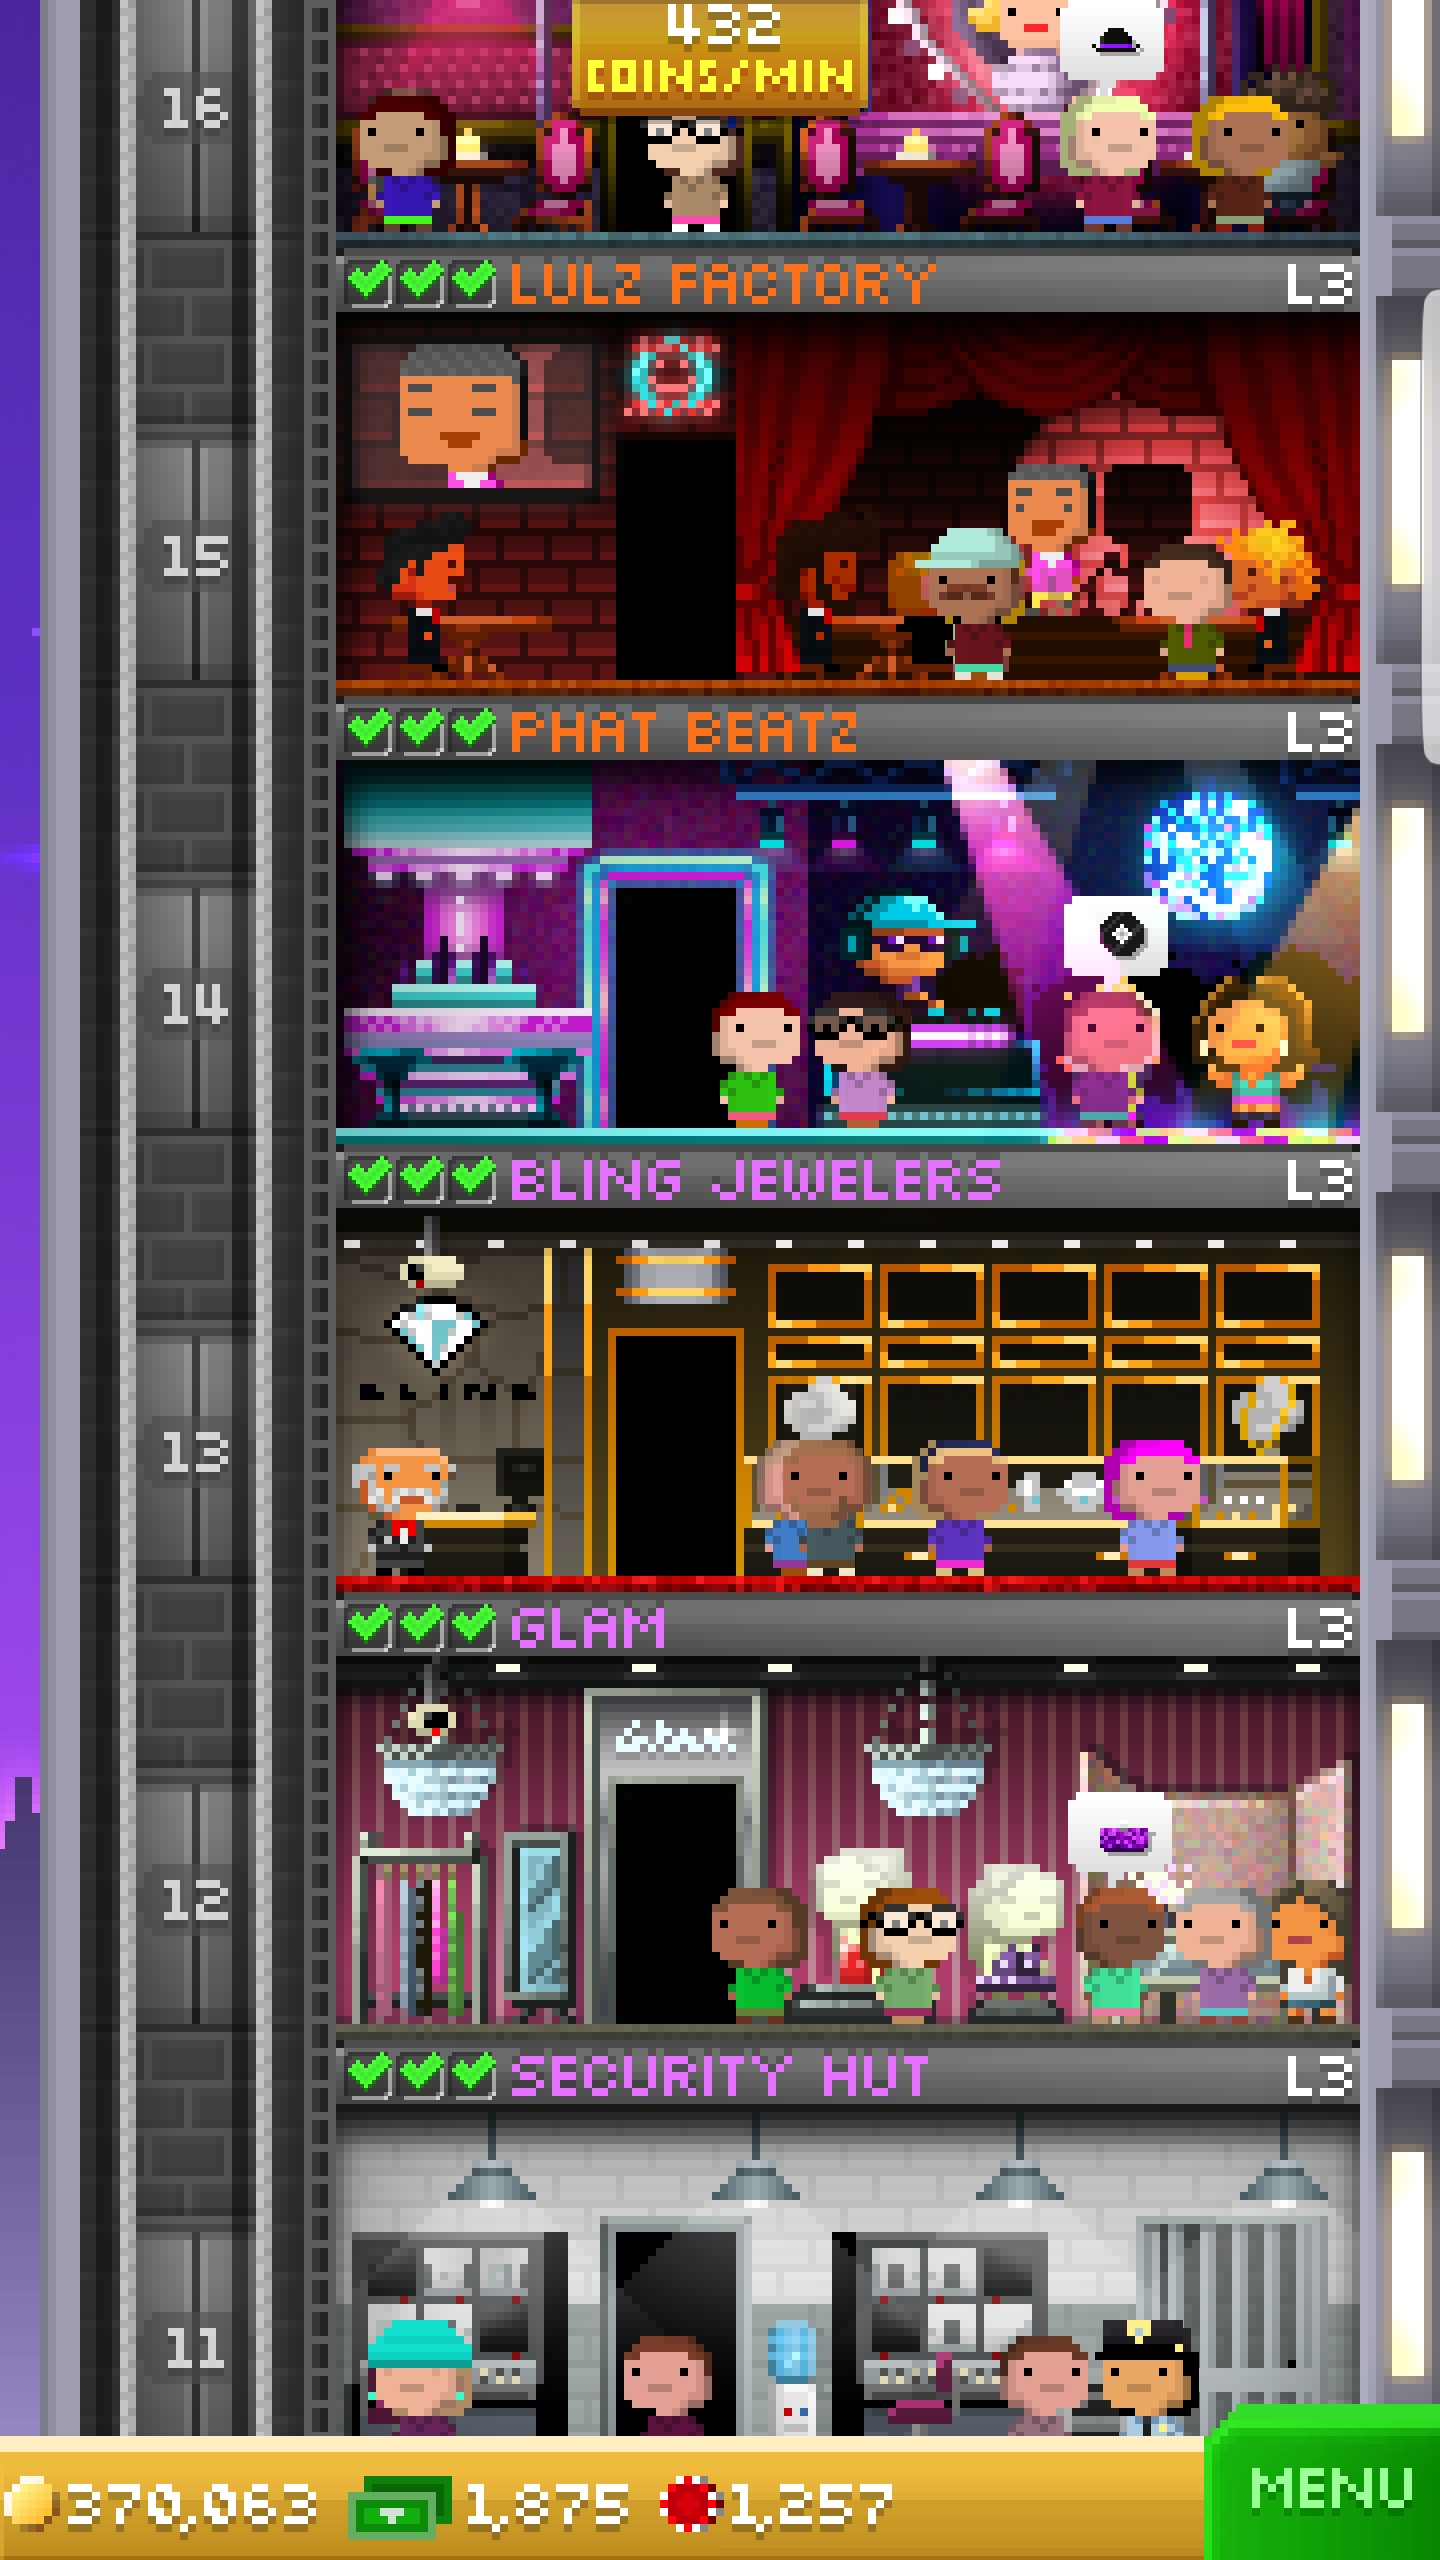 432
COINS/MIN
16
LULZ FACTORY L3
15
PHAT BEATZ L3
14
BLING JEWELERS L3
BLING
13
GLAM L3
Glam
12
SECURITY HUT L3
11
370,063 1,875 1,257
MENU